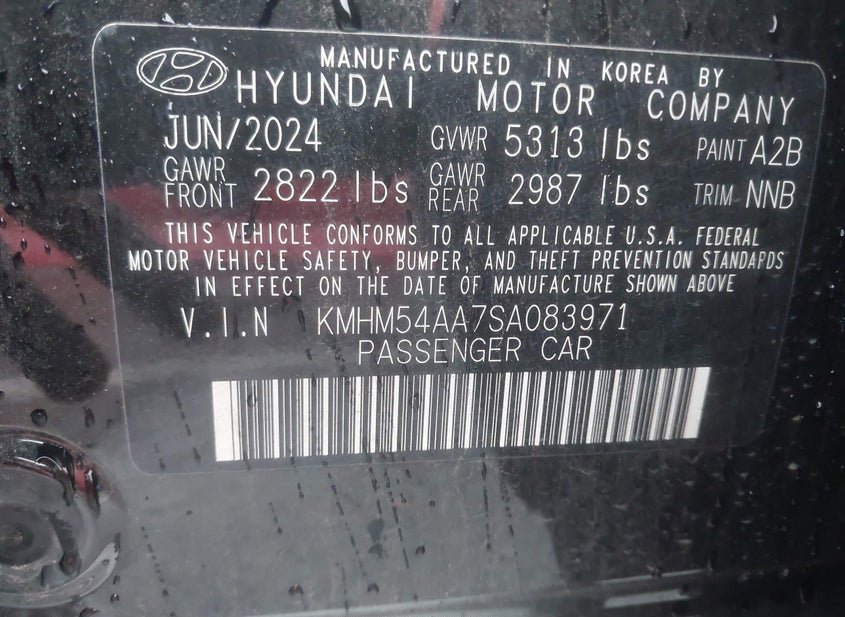 MANUFACTURED IN KOREA BY
HYUNDAI MOTOR COMPANY
JUN/2024 GVWR 5313 lbs PAINT A2B
GAWR FRONT 2822 lbs GAWR REAR 2987 lbs TRIM NNB
THIS VEHICLE CONFORMS TO ALL APPLICABLE U.S.A. FEDERAL
MOTOR VEHICLE SAFETY, BUMPER, AND THEFT PREVENTION STANDARDS
IN EFFECT ON THE DATE OF MANUFACTURE SHOWN ABOVE
V.I.N KMHM54AA7SA083971
PASSENGER CAR